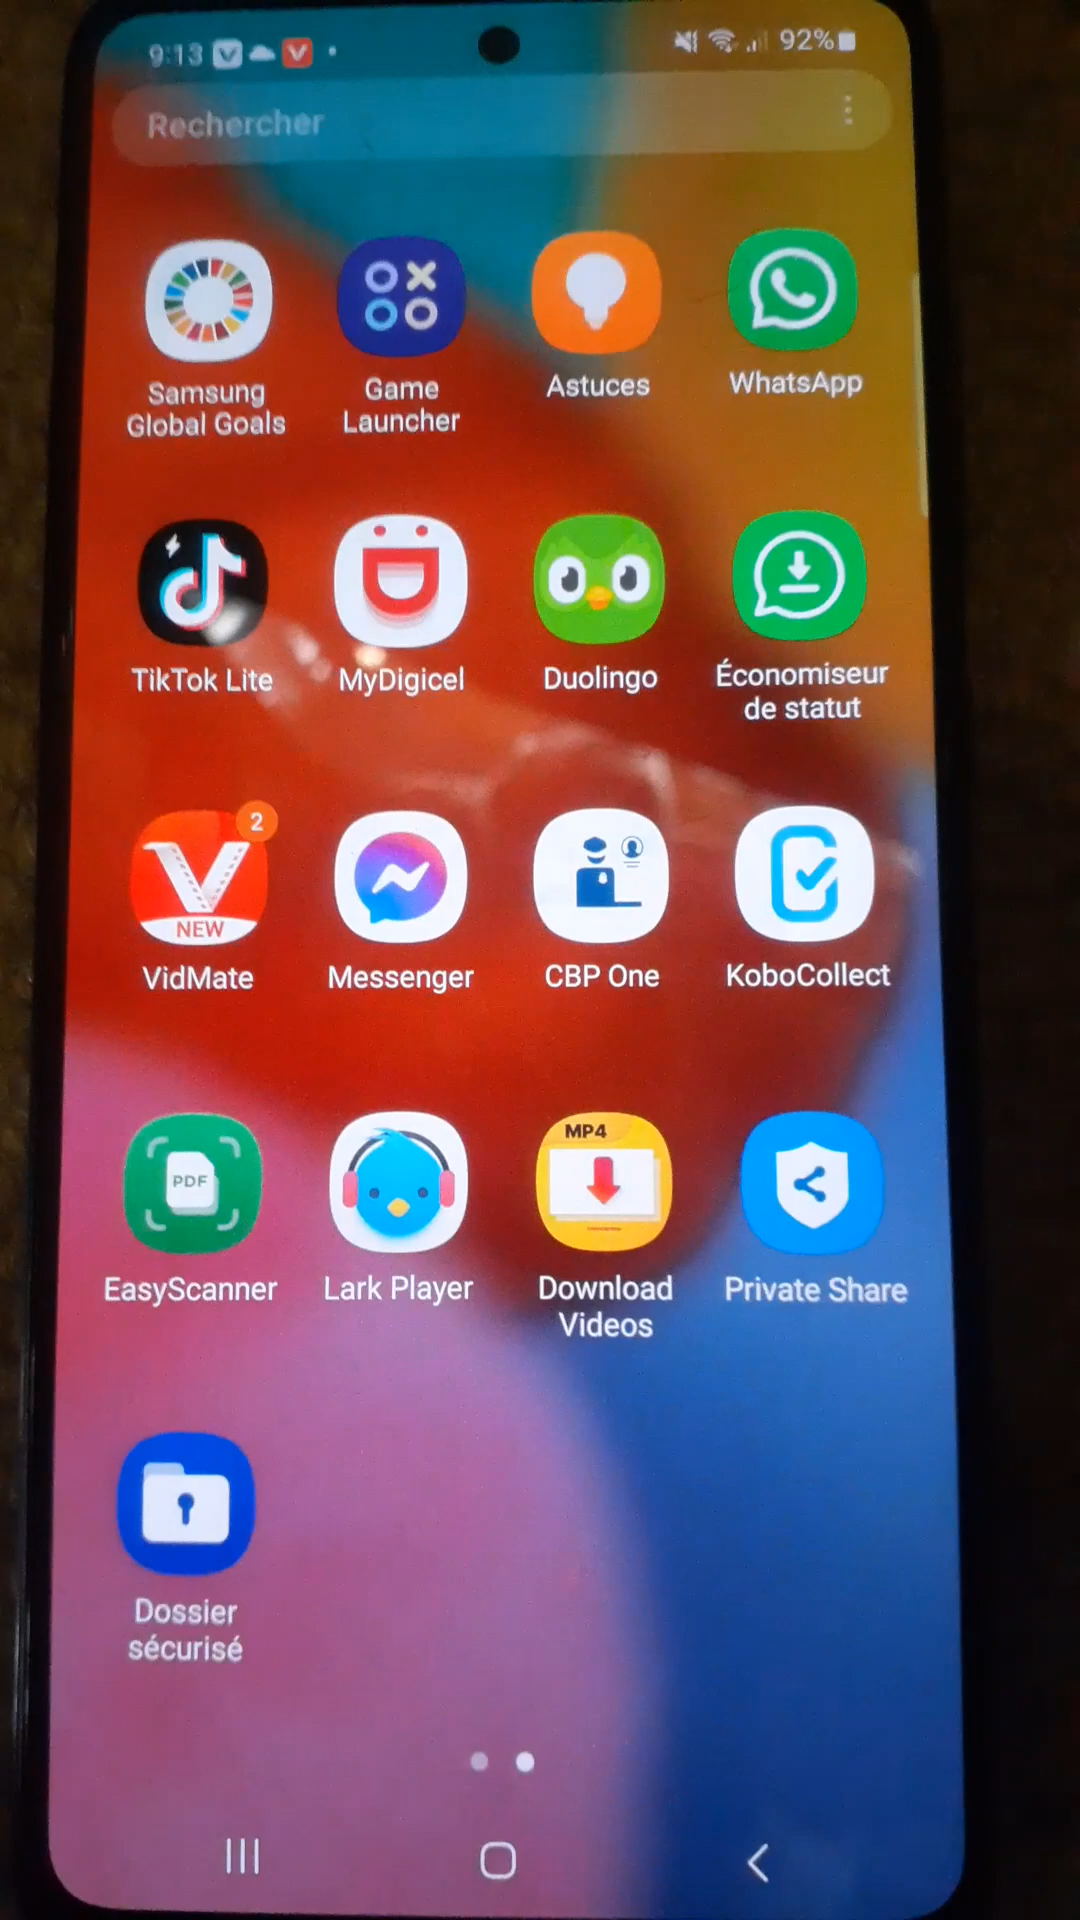 9:13
92%
Rechercher
Samsung
Global Goals
Game
Launcher
Astuces
WhatsApp
TikTok Lite
MyDigicel
Duolingo
Économiseur
de statut
2
NEW
VidMate
Messenger
CBP One
KoboCollect
PDF
MP4
EasyScanner
Lark Player
Download
Videos
Private Share
Dossier
sécurisé